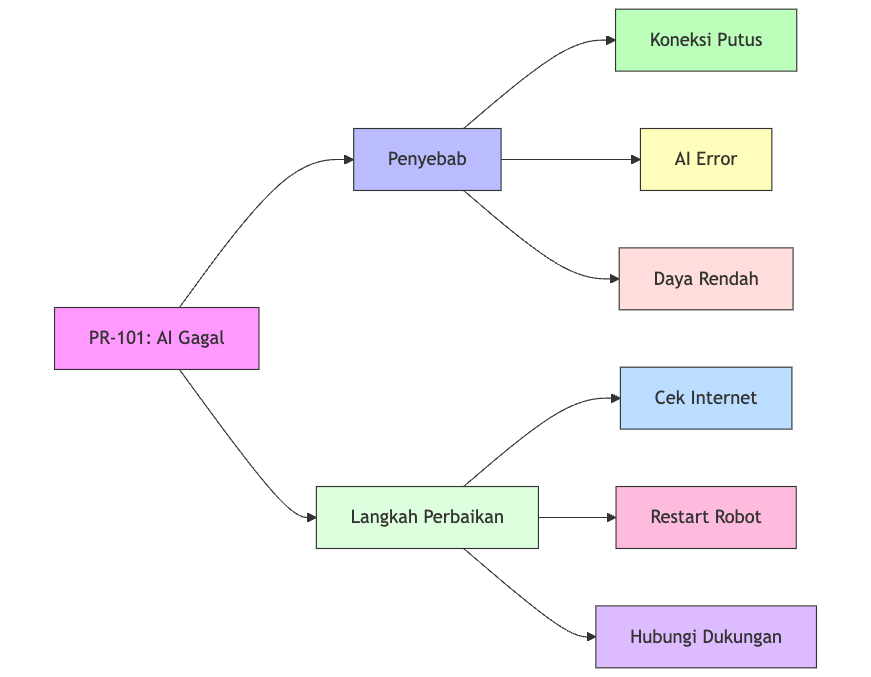 Koneksi Putus
Penyebab
AI Error
Daya Rendah
PR-101: AI Gagal
Cek Internet
Langkah Perbaikan
Restart Robot
Hubungi Dukungan